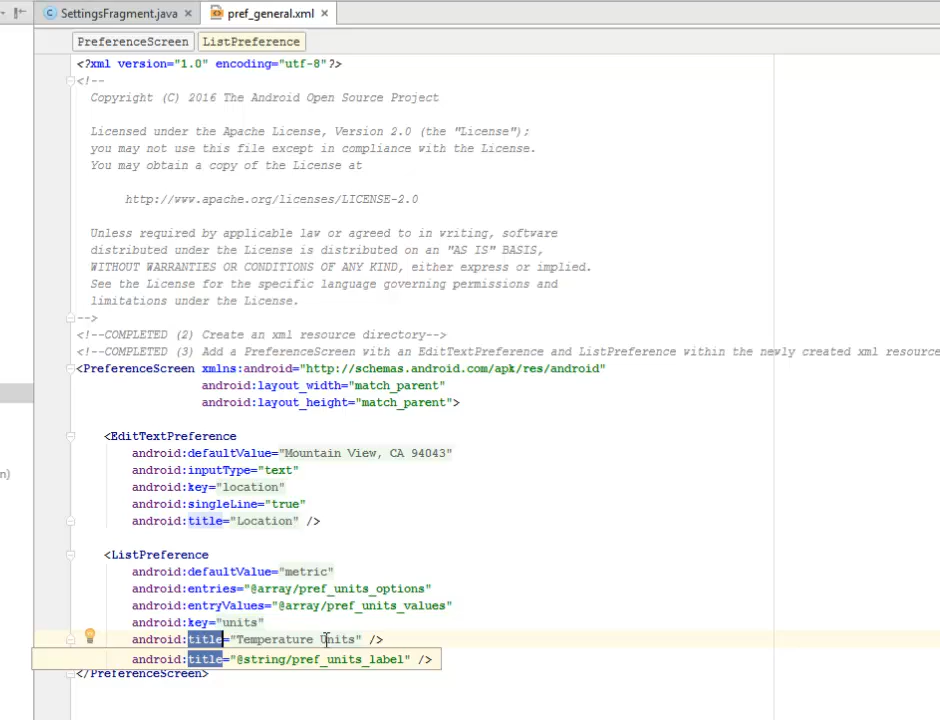 SettingsFragment.java × pref_general.xml ×
PreferenceScreen ListPreference
<?xml version="1.0" encoding="utf-8"?>
<!--
Copyright (C) 2016 The Android Open Source Project
Licensed under the Apache License, Version 2.0 (the "License");
you may not use this file except in compliance with the License.
You may obtain a copy of the License at
http://www.apache.org/licenses/LICENSE-2.0
Unless required by applicable law or agreed to in writing, software
distributed under the License is distributed on an "AS IS" BASIS,
WITHOUT WARRANTIES OR CONDITIONS OF ANY KIND, either express or implied.
See the License for the specific language governing permissions and
limitations under the License.
-->
<!--COMPLETED (2) Create an xml resource directory-->
<!--COMPLETED (3) Add a PreferenceScreen with an EditTextPreference and ListPreference within the newly created xml resource
<PreferenceScreen xmlns:android="http://schemas.android.com/apk/res/android"
android:layout_width="match_parent"
android:layout_height="match_parent">
<EditTextPreference
android:defaultValue="Mountain View, CA 94043"
android:inputType="text"
n) android:key="location"
android:singleLine="true"
android:title="Location" />
<ListPreference
android:defaultValue="metric"
android:entries="@array/pref_units_options"
android:entryValues="@array/pref_units_values"
android:key="units"
android:title="Temperature Units" />
android:title="@string/pref_units_label" />
</PreferenceScreen>